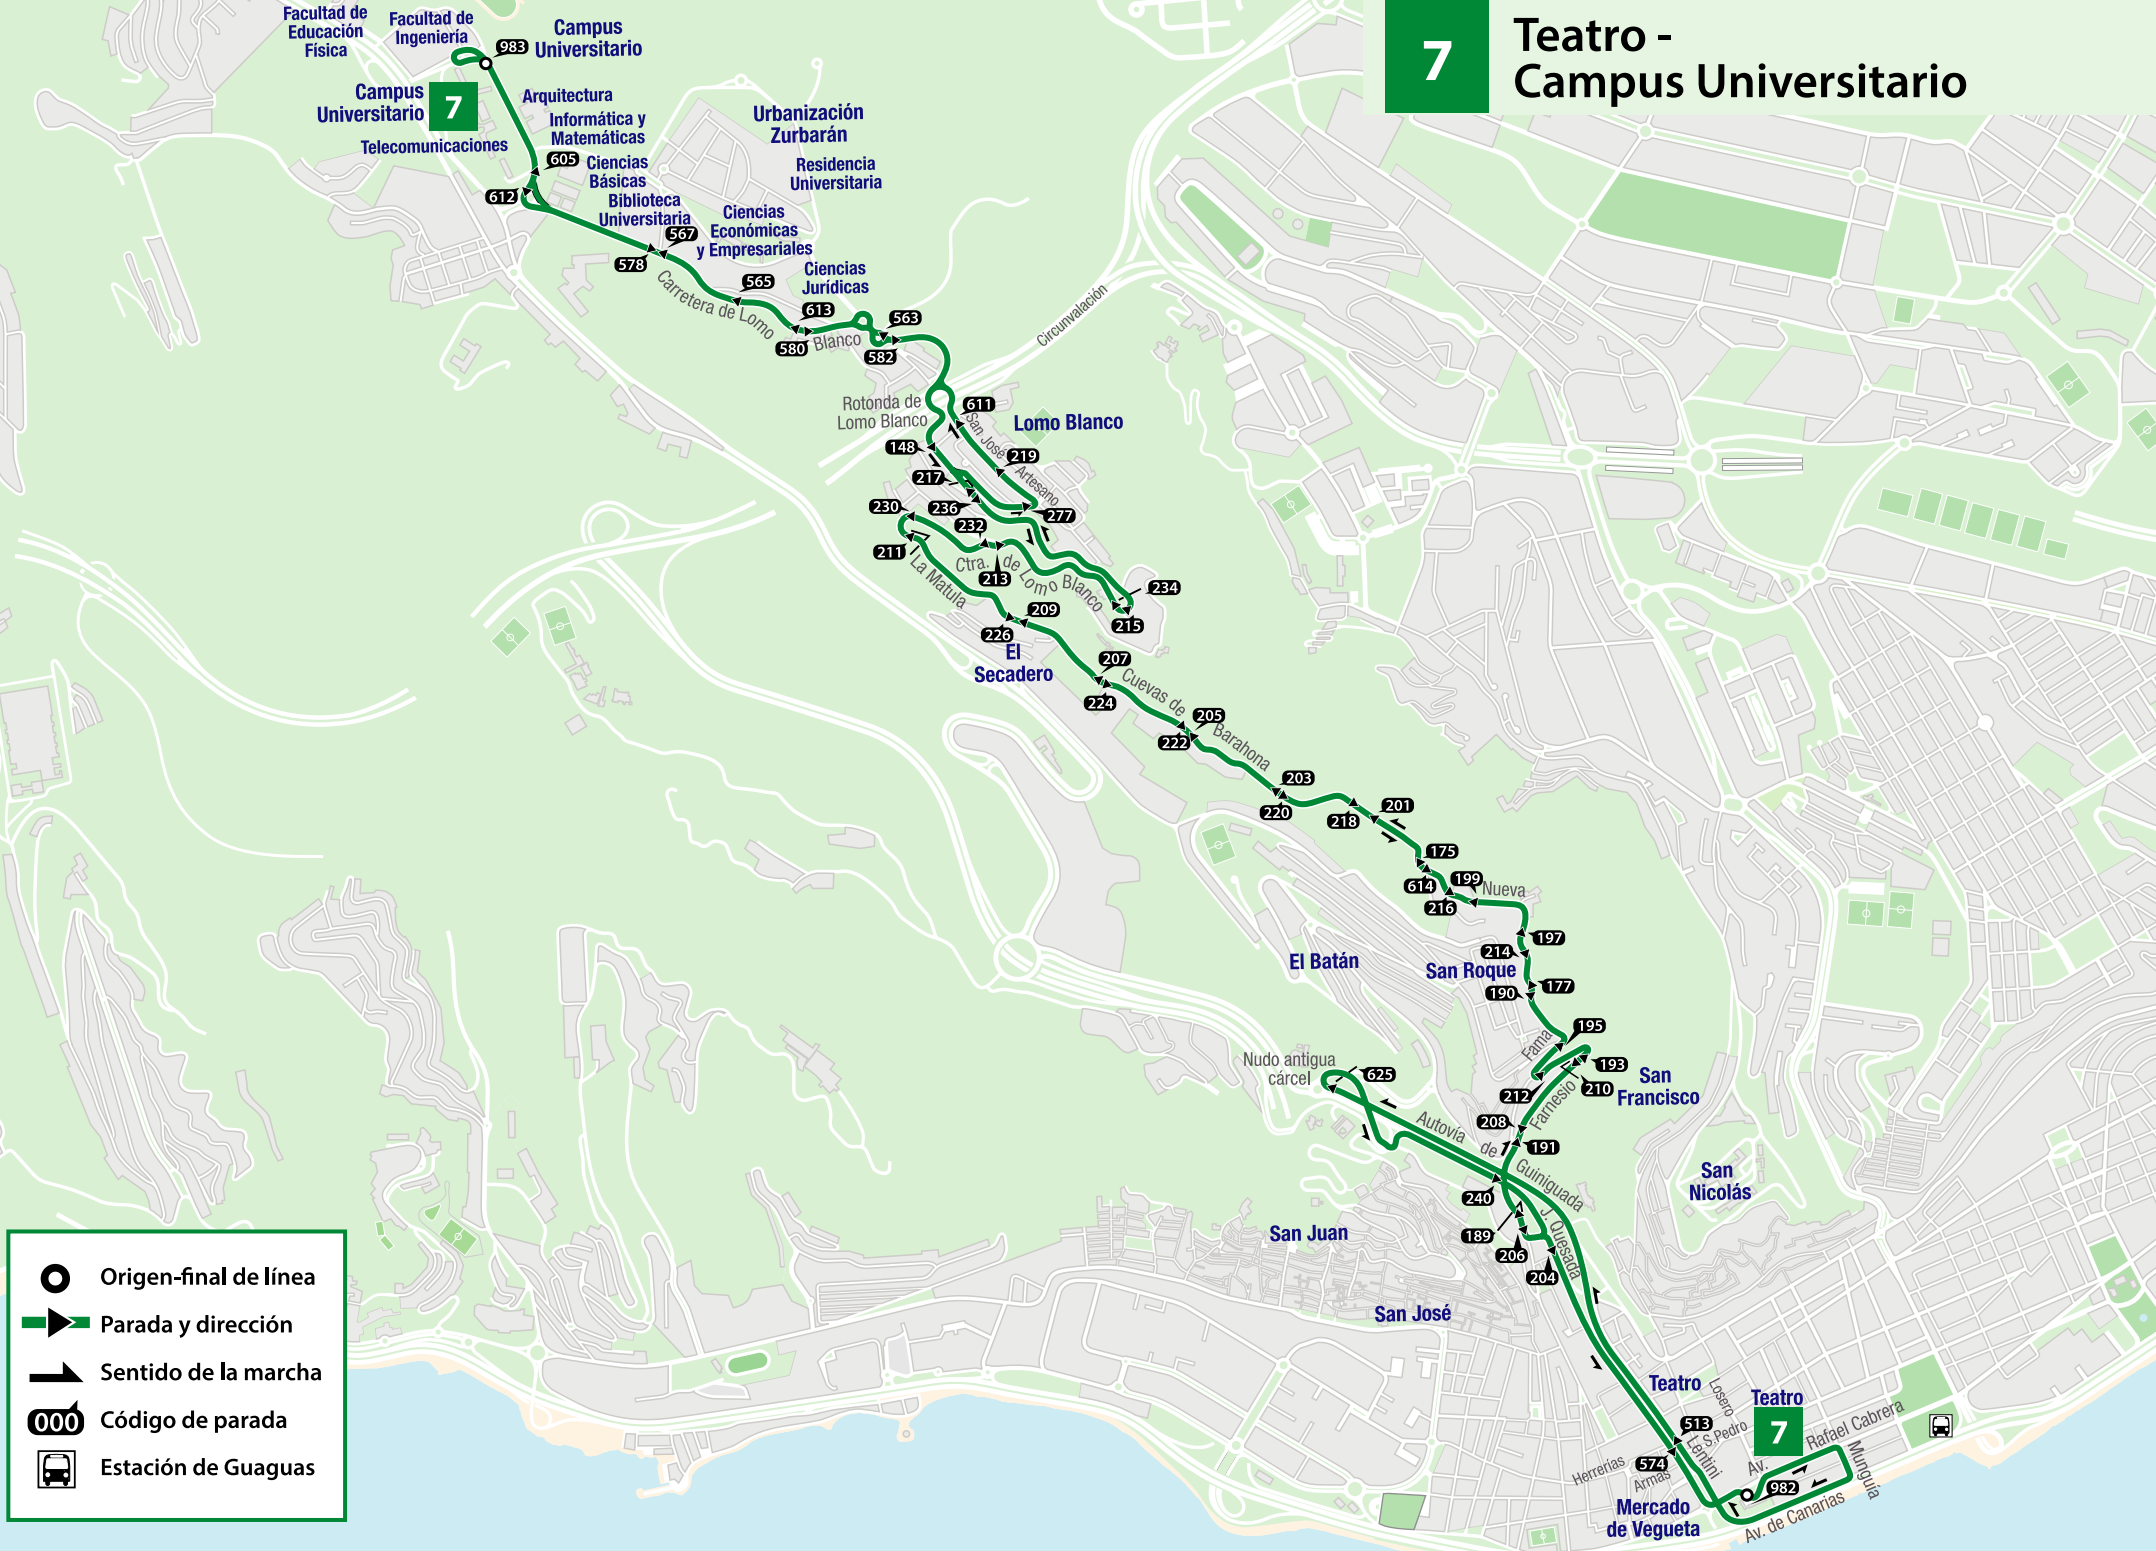 7
Teatro -
Campus Universitario
Facultad de
Educación
Física
Facultad de
Ingeniería
Campus
Universitario
983
Campus
Universitario
7
Arquitectura
Telecomunicaciones
Informática y
Matemáticas
605
Ciencias
Básicas
612
Biblioteca
Universitaria
567
578
Urbanización
Zurbarán
Residencia
Universitaria
Ciencias
Económicas
y Empresariales
565
Ciencias
Jurídicas
Carretera de Lomo
Blanco
613
580
563
582
Circunvalación
Rotonda de
Lomo Blanco
611
Lomo Blanco
148
San José
Artesano
219
217
236
277
230
232
211
213
Ctra. de Lomo Blanco
La Matula
234
215
209
226
El
Secadero
207
224
Cuevas de
Barahona
205
222
203
220
218
201
175
614
199
216
Nueva
197
214
San Roque
El Batán
177
190
195
Fama
193
210
212
Farnesio
San
Francisco
208
191
Nudo antigua
cárcel
625
Autovía
de
Guiniguada
240
189
206
204
J. Quesada
San
Nicolás
San Juan
San José
Teatro
Losero
Teatro
7
513
S.Pedro
Lentini
574
Herrerías
Armas
Av.
Rafael Cabrera
Munguía
982
Av. de Canarias
Mercado
de Vegueta
Origen-final de línea
Parada y dirección
Sentido de la marcha
000
Código de parada
Estación de Guaguas